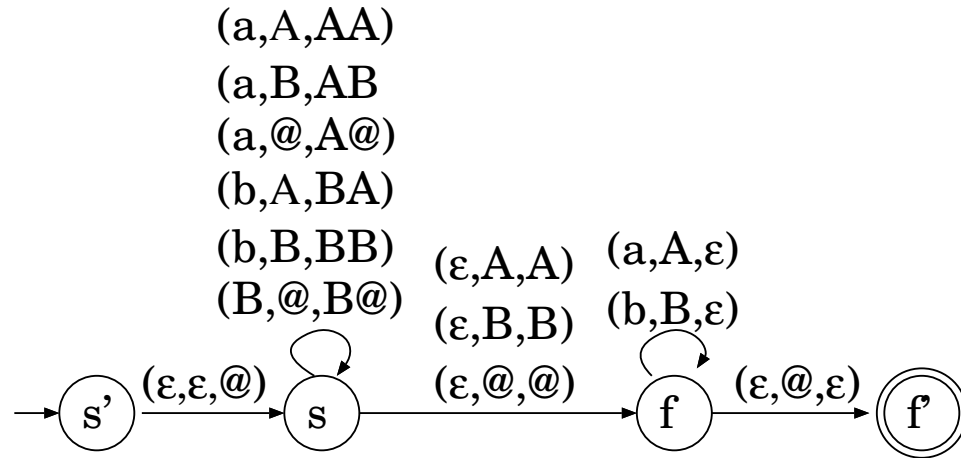 (a,A,AA)
(a,B,AB
(a,@,A@)
(b,A,BA)
(b,B,BB)
(B,@,B@)
(ε,A,A)
(ε,B,B)
(ε,@,@)
(a,A,ε)
(b,B,ε)
(ε,ε,@)
(ε,@,ε)
s'
s
f
f'